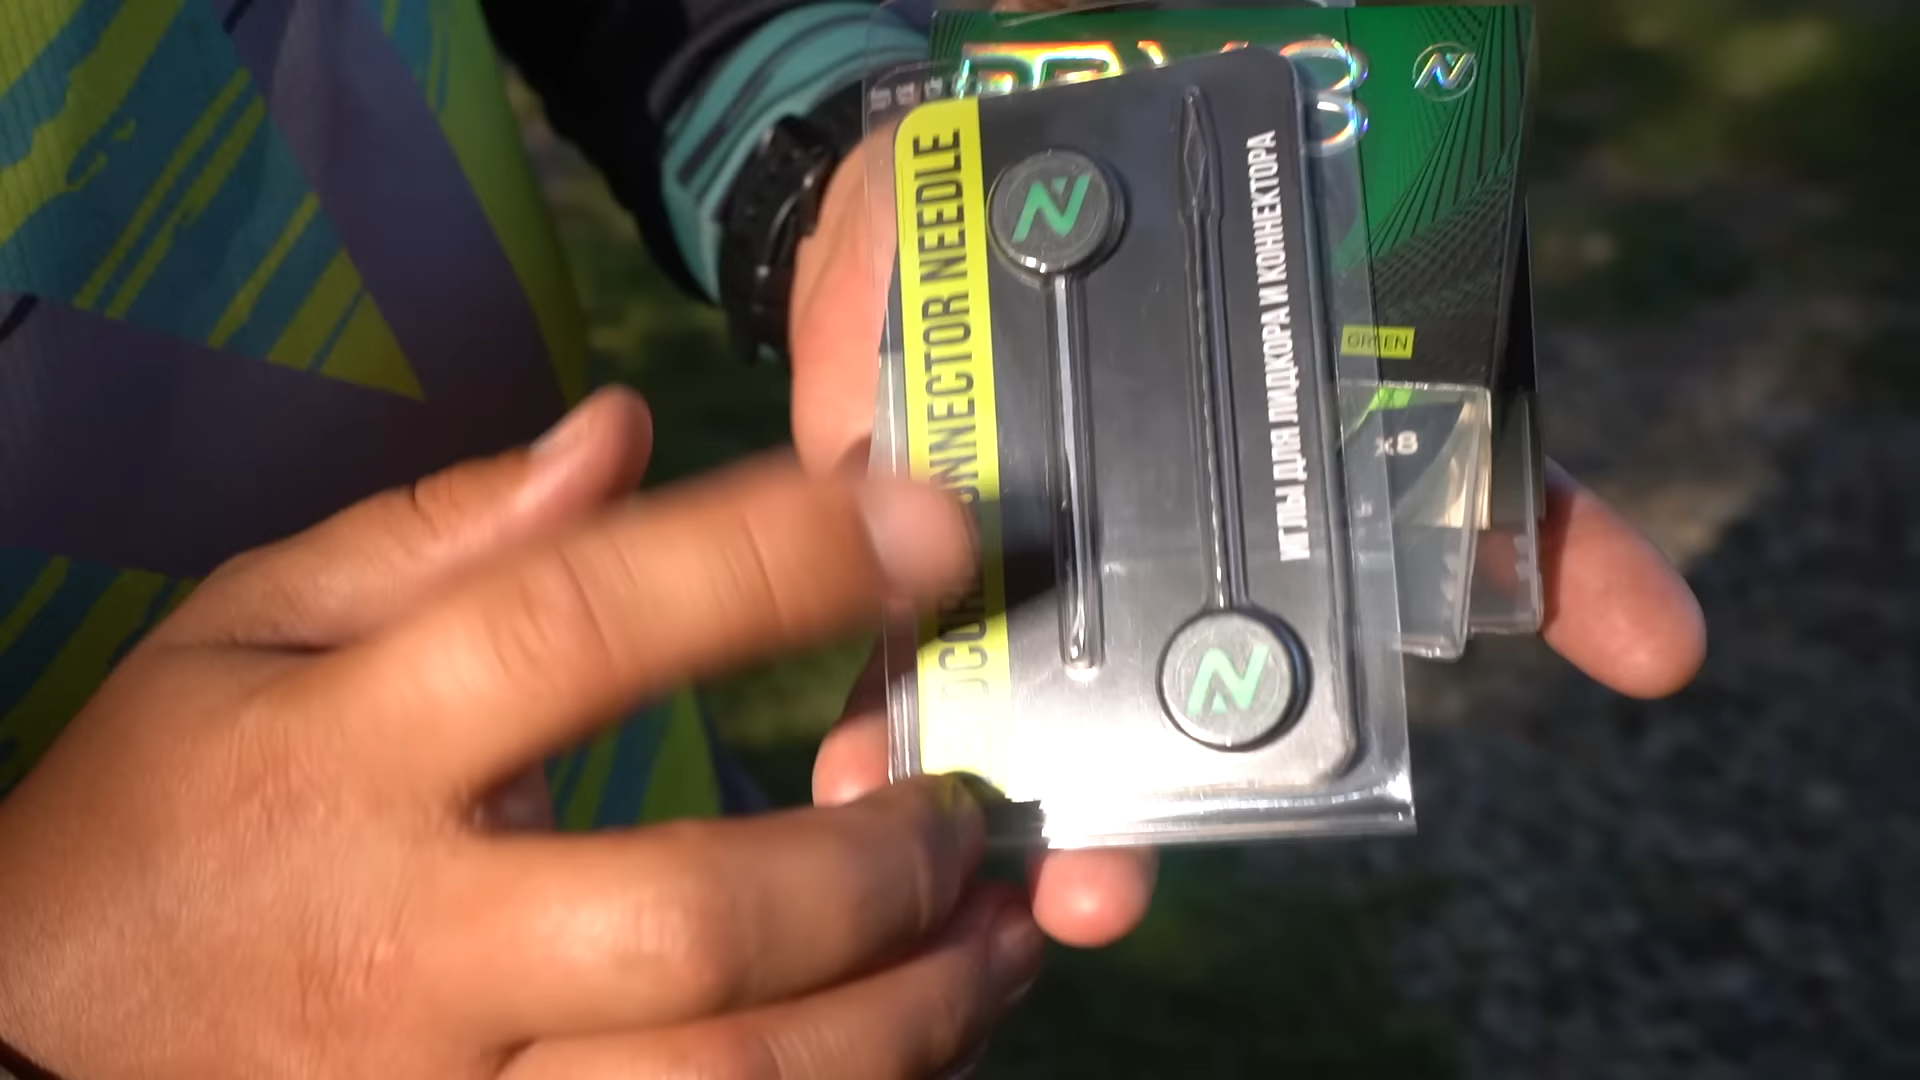 CONNECTOR NEEDLE
ИГЛЫ ДЛЯ ЛИДКОРА И КОННЕКТОРА
GREEN
x8